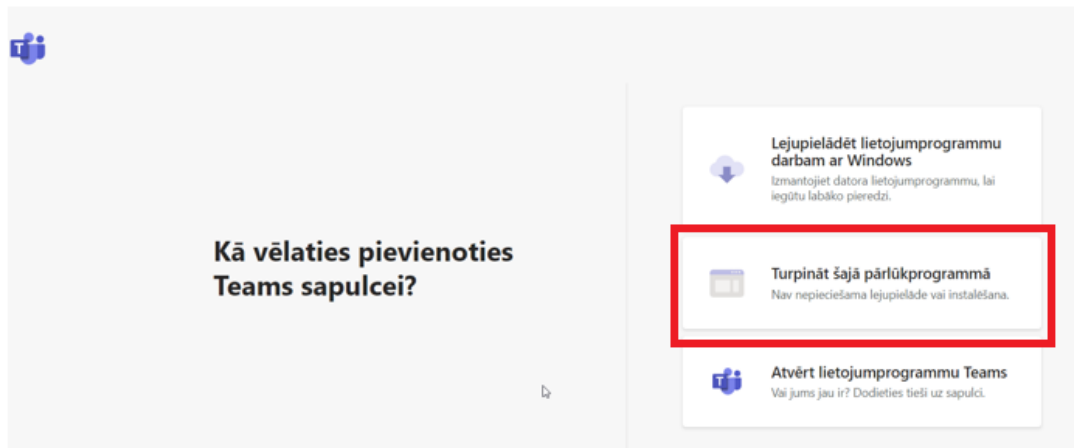 Kā vēlaties pievienoties
Teams sapulcei?
Lejupielādēt lietojumprogrammu
darbam ar Windows
Izmantojiet datora lietojumprogrammu, lai
iegūtu labāko pieredzi.
Turpināt šajā pārlūkprogrammā
Nav nepieciešama lejupielāde vai instalēšana.
Atvērt lietojumprogrammu Teams
Vai jums jau ir? Dodieties tieši uz sapulci.